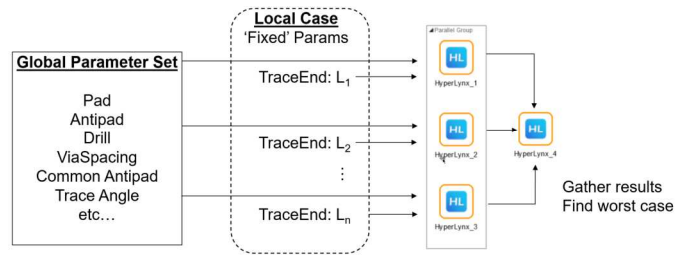 Local Case
'Fixed' Params
Global Parameter Set
Pad
Antipad
Drill
ViaSpacing
Common Antipad
Trace Angle
etc…
TraceEnd: L1
TraceEnd: L2
⋮
TraceEnd: Ln
Parallel Group
HL
HyperLynx_1
HL
HyperLynx_2
HL
HyperLynx_3
HL
HyperLynx_4
Gather results
Find worst case